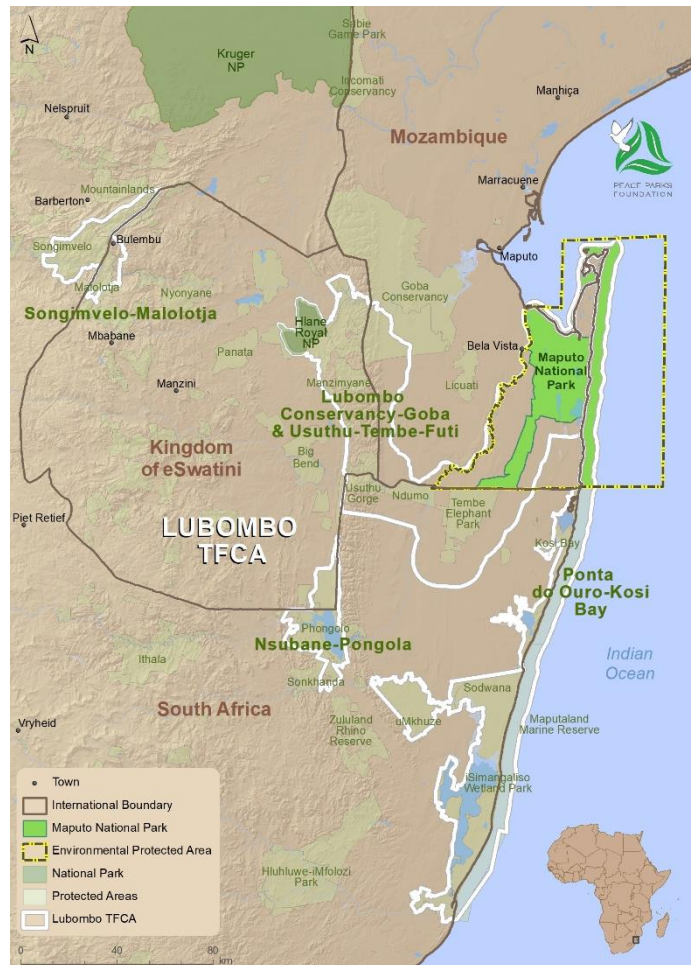 N
Silbie
Game Park
Kruger
NP
Incomati
Conservancy
Manhiça
Nelspruit
Mozambique
PEACE PARKS
FOUNDATION
Marracuene
Mountainlands
Barberton
Bulembu
Songimvelo
Maputo
Malolotja
Nyonyane
Goba
Conservancy
Songimvelo-Malolotja
Hlane
Royal
NP
Mbabane
Panata
Bela Vista
Maputo
National
Park
Manzini
Manzimyane
Licuati
Lubombo
Conservancy-Goba
& Usuthu-Tembe-Futi
Kingdom
of eSwatini
Big
Bend
Usuthu
Gorge
Ndumo
Tembe
Elephant
Park
Piet Retief
LUBOMBO
TFCA
Kosi Bay
Ponta
do Ouro-Kosi
Bay
Phongolo
Nsubane-Pongola
Ithala
Indian
Ocean
Sonkhanda
Sodwana
South Africa
uMkhuze
Zululand
Rhino
Reserve
Maputaland
Marine Reserve
Vryheid
iSimangaliso
Wetland Park
Town
International Boundary
Maputo National Park
Environmental Protected Area
National Park
Protected Areas
Lubombo TFCA
Hluhluwe-iMfolozi
Park
0 40 80
km